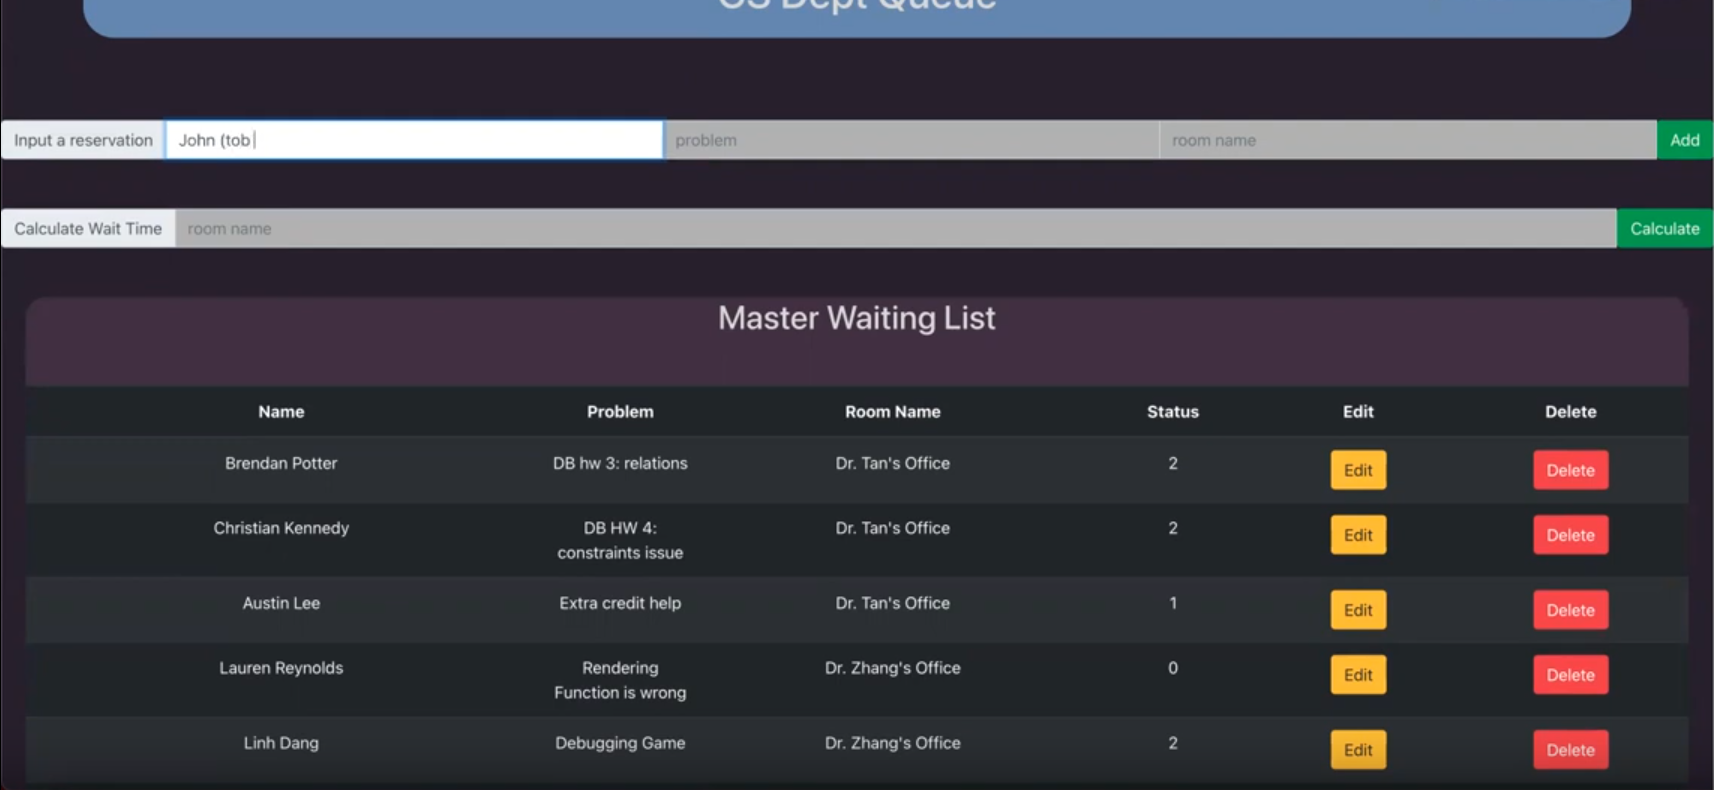 CS Dept Queue
Input a reservation John (tob problem room name Add
Calculate Wait Time room name Calculate
Master Waiting List
Name Problem Room Name Status Edit Delete
Brendan Potter DB hw 3: relations Dr. Tan's Office 2 Edit Delete
Christian Kennedy DB HW 4: Dr. Tan's Office 2 Edit Delete
constraints issue
Austin Lee Extra credit help Dr. Tan's Office 1 Edit Delete
Lauren Reynolds Rendering Dr. Zhang's Office 0 Edit Delete
Function is wrong
Linh Dang Debugging Game Dr. Zhang's Office 2 Edit Delete